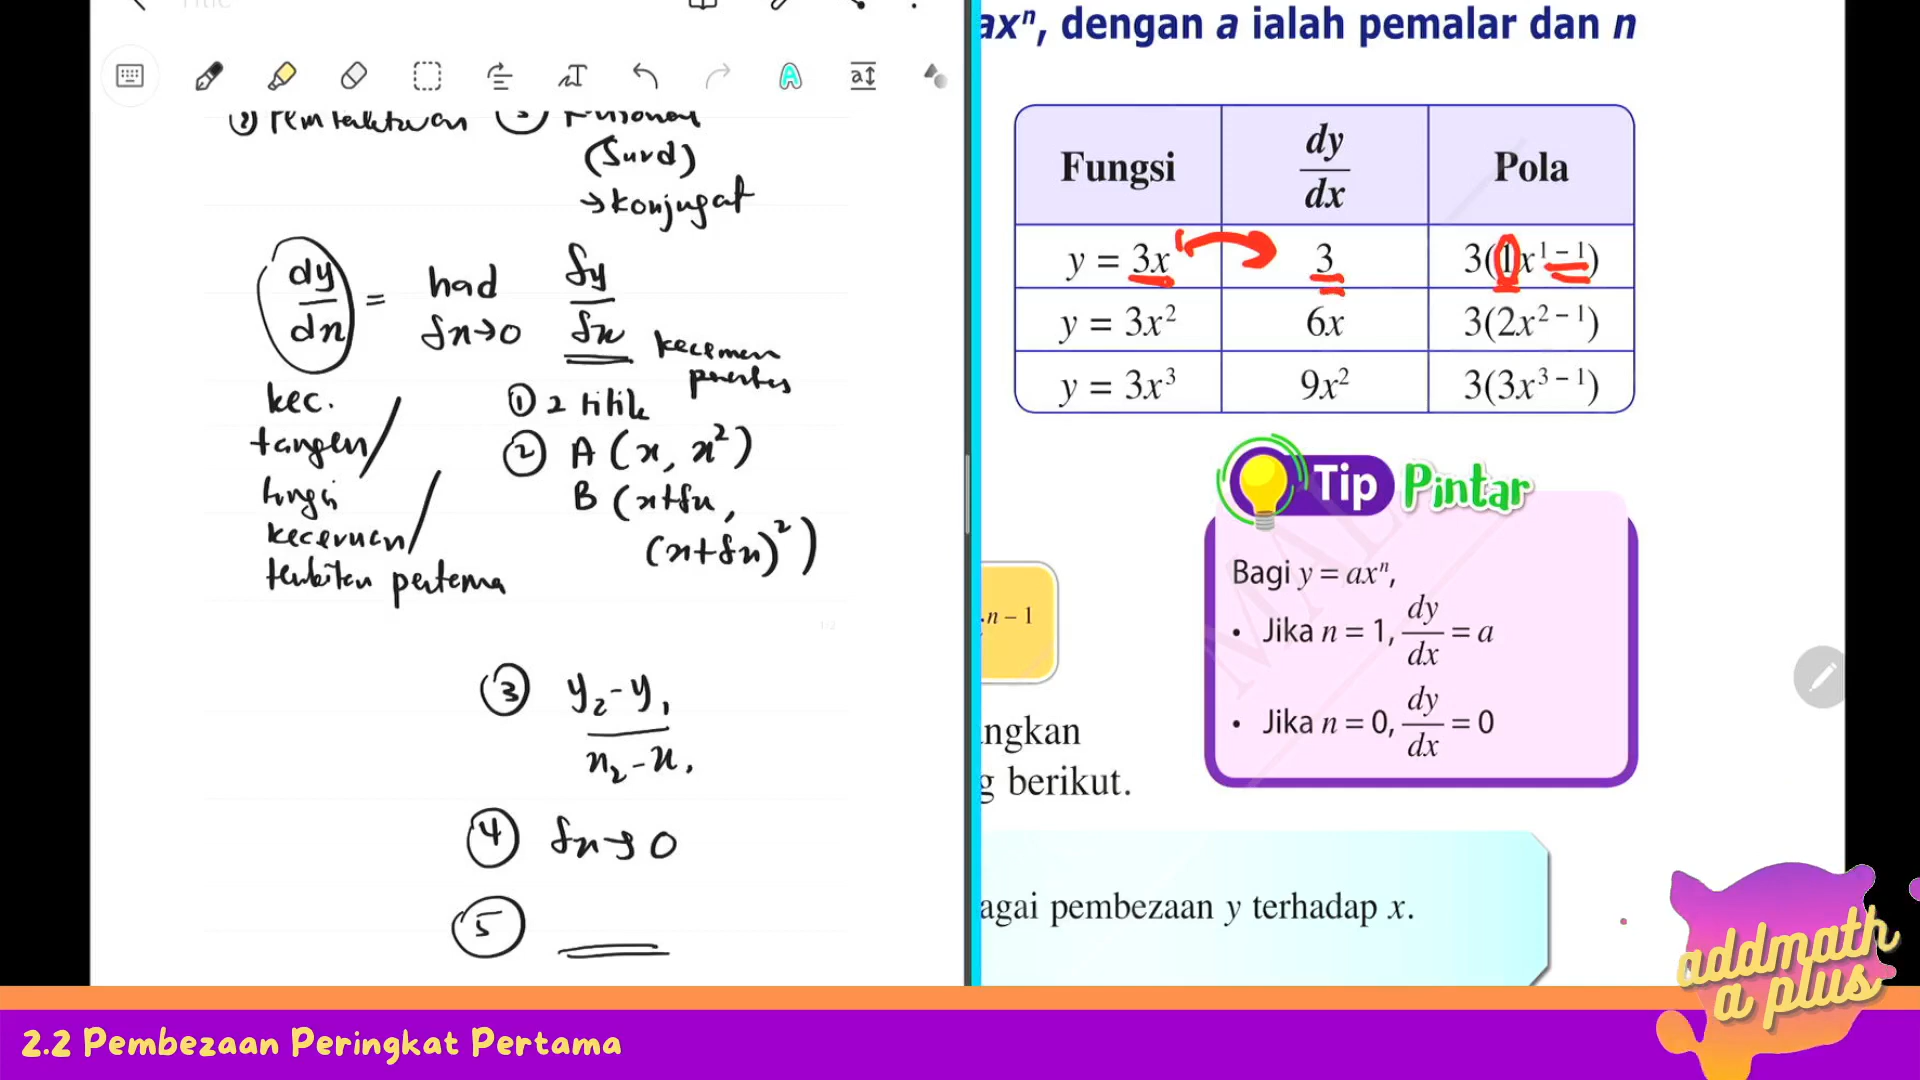 (Surd)
→ konjugat
dy/dx = had δx→0 δy/δx
kec. tangen/
fungsi kecerunan/
terbitan pertama
① 2 titik
② A (x, x²)
B (x+δx, (x+δx)²)
③ y₂-y₁ / x₂-x₁
④ δx→0
⑤
axⁿ, dengan a ialah pemalar dan n
Fungsi dy/dx Pola
y = 3x 3 3(1x¹⁻¹)
y = 3x² 6x 3(2x²⁻¹)
y = 3x³ 9x² 3(3x³⁻¹)
Tip Pintar
Bagi y = axⁿ,
• Jika n = 1, dy/dx = a
• Jika n = 0, dy/dx = 0
n – 1
ngkan
g berikut.
agai pembezaan y terhadap x.
addmath
a plus
2.2 Pembezaan Peringkat Pertama